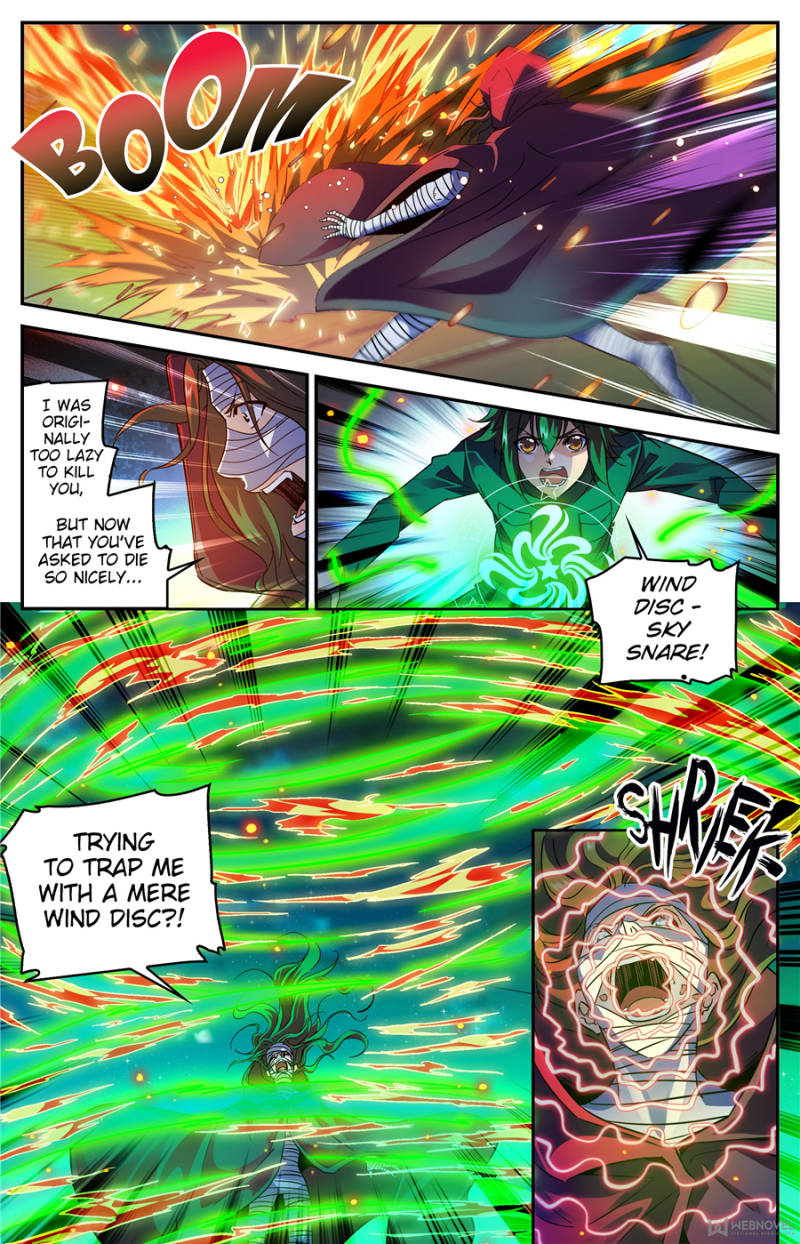 BOOM
I WAS
ORIGI-
NALLY
TOO LAZY
TO KILL
YOU,
BUT NOW
THAT YOU'VE
ASKED TO DIE
SO NICELY...
WIND
DISC -
SKY
SNARE!
TRYING
TO TRAP ME
WITH A MERE
WIND DISC?!
SHRIEK
WEBNOVEL